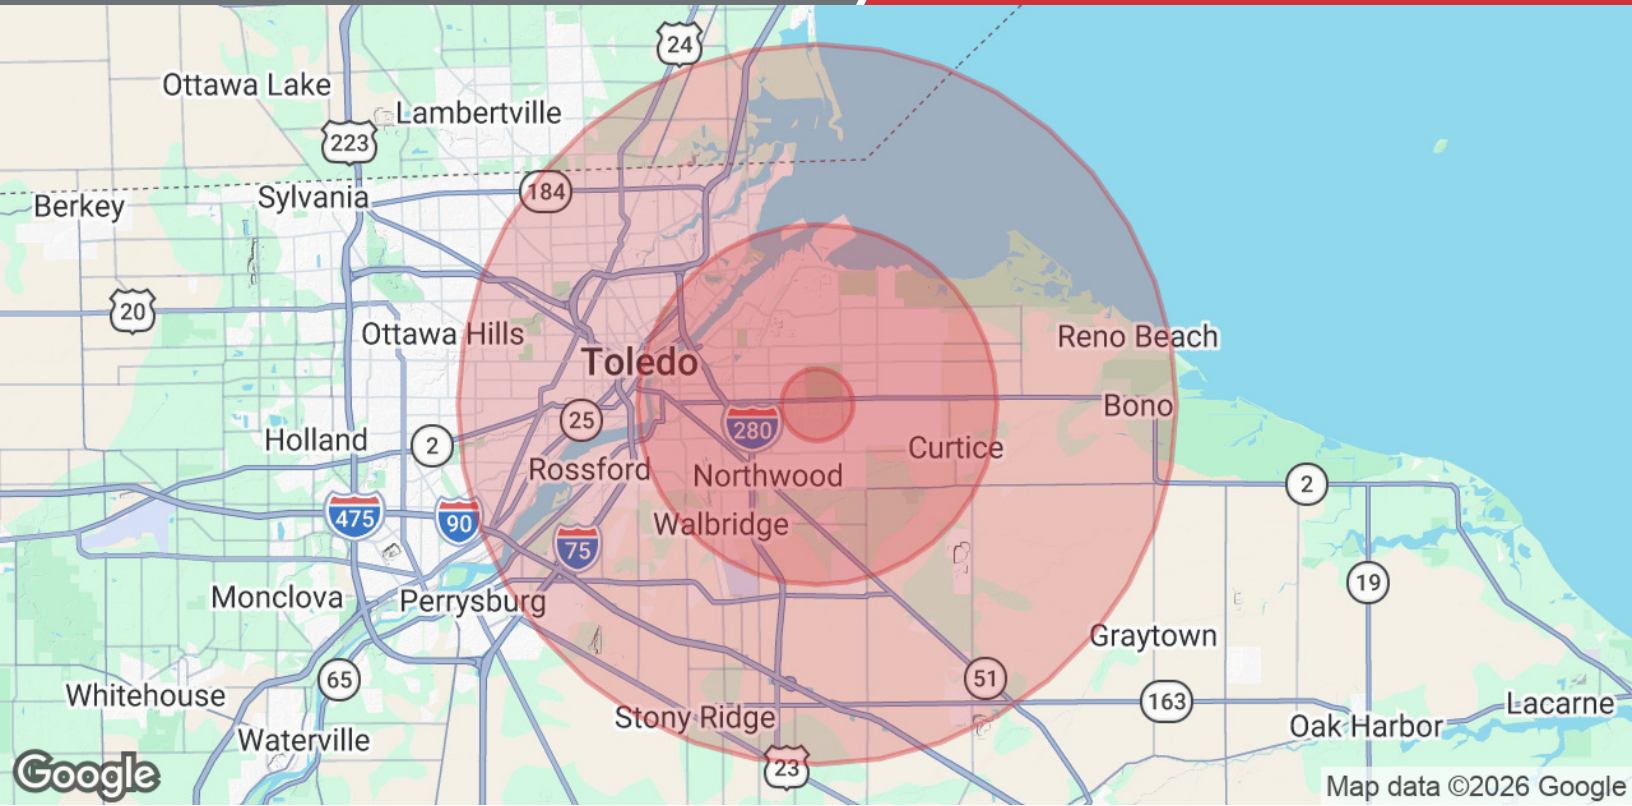 24
Ottawa Lake
Lambertville
223
184
Sylvania
Berkey
20
Ottawa Hills
Reno Beach
Toledo
Bono
25
280
Holland
2
Curtice
Rossford
Northwood
2
475
90
Walbridge
75
19
Monclova
Perrysburg
Graytown
65
51
Whitehouse
163
Lacarne
Stony Ridge
Oak Harbor
Waterville
23
Google
Map data ©2026 Google